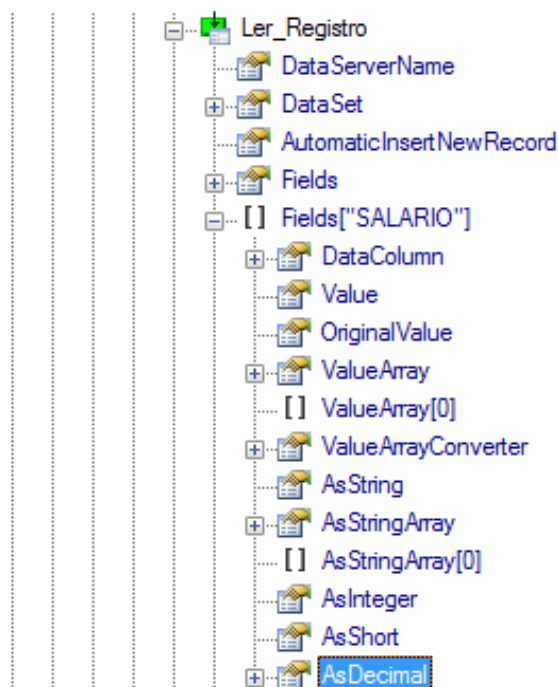 Ler_Registro
DataServerName
DataSet
AutomaticInsertNewRecord
Fields
[] Fields["SALARIO"]
DataColumn
Value
OriginalValue
ValueArray
[] ValueArray[0]
ValueArrayConverter
AsString
AsStringArray
[] AsStringArray[0]
AsInteger
AsShort
AsDecimal